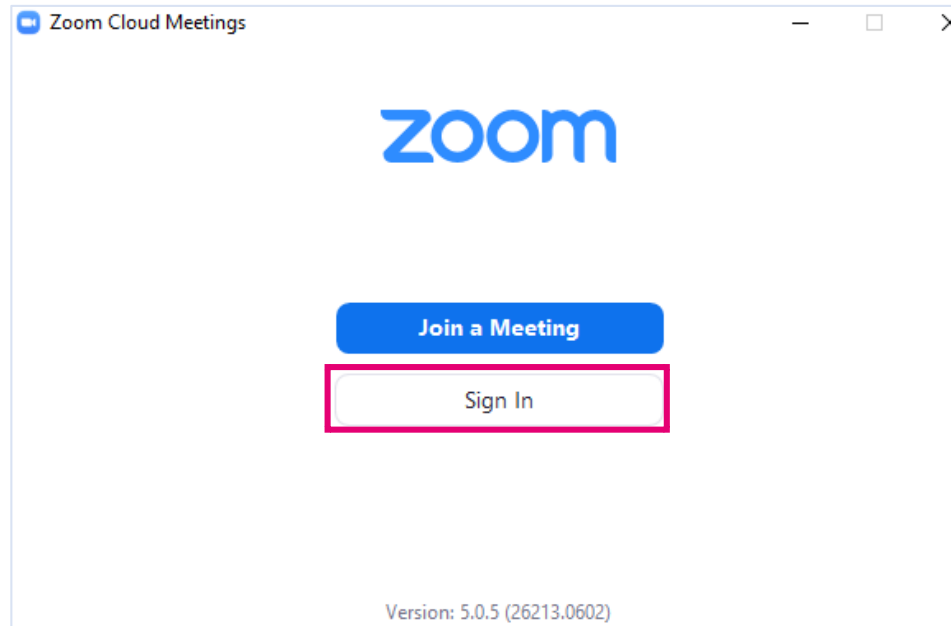 Zoom Cloud Meetings
zoom
Join a Meeting
Sign In
Version: 5.0.5 (26213.0602)